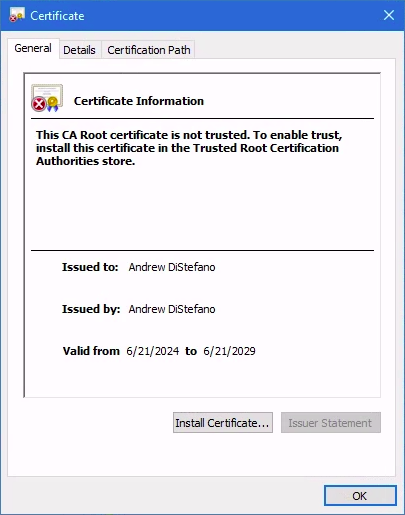 Certificate
General Details Certification Path
Certificate Information
This CA Root certificate is not trusted. To enable trust,
install this certificate in the Trusted Root Certification
Authorities store.
Issued to: Andrew DiStefano
Issued by: Andrew DiStefano
Valid from 6/21/2024 to 6/21/2029
Install Certificate... Issuer Statement
OK